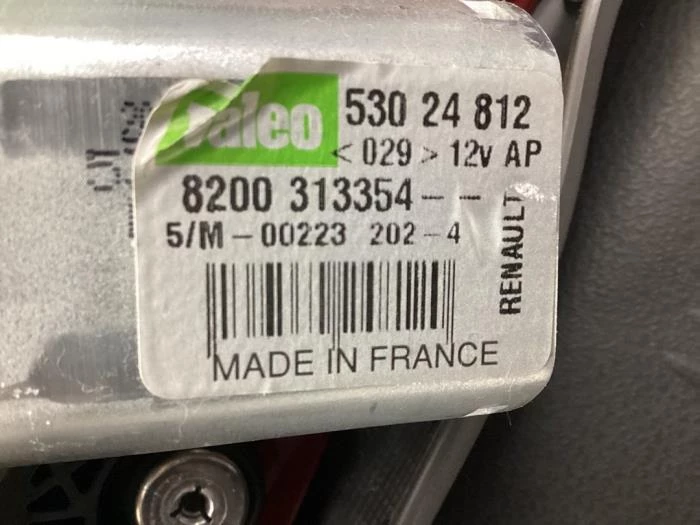 valeo 530 24 812
< 029 > 12v AP
8200 313354 - -
5/M - 00223 202 - 4
RENAULT
MADE IN FRANCE